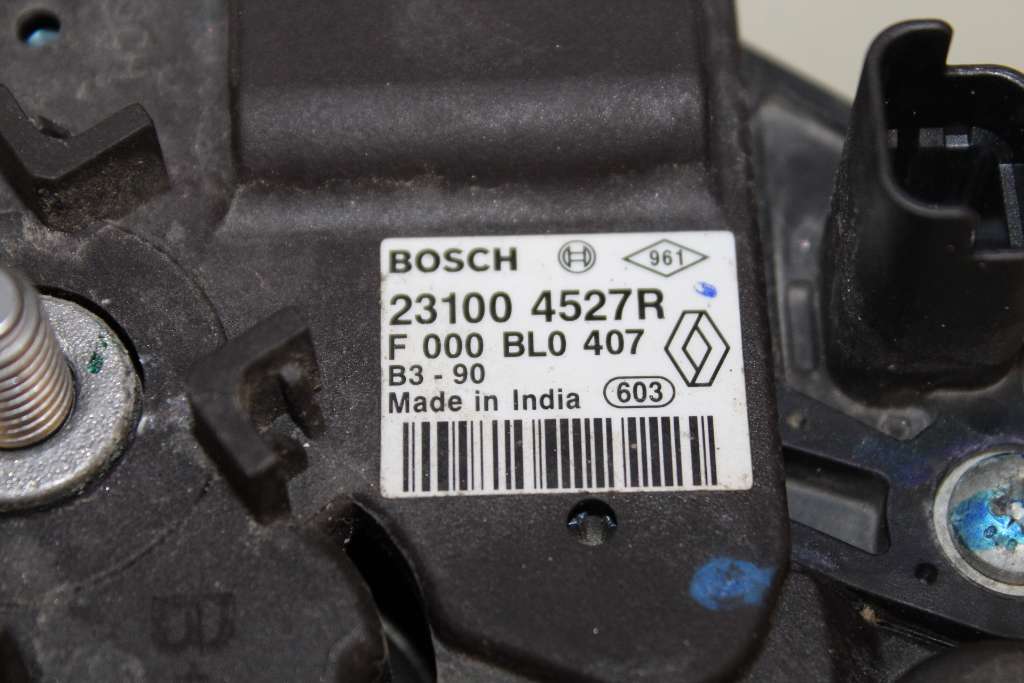 BOSCH 961
23100 4527R
F 000 BL0 407
B3 - 90
Made in India 603
B